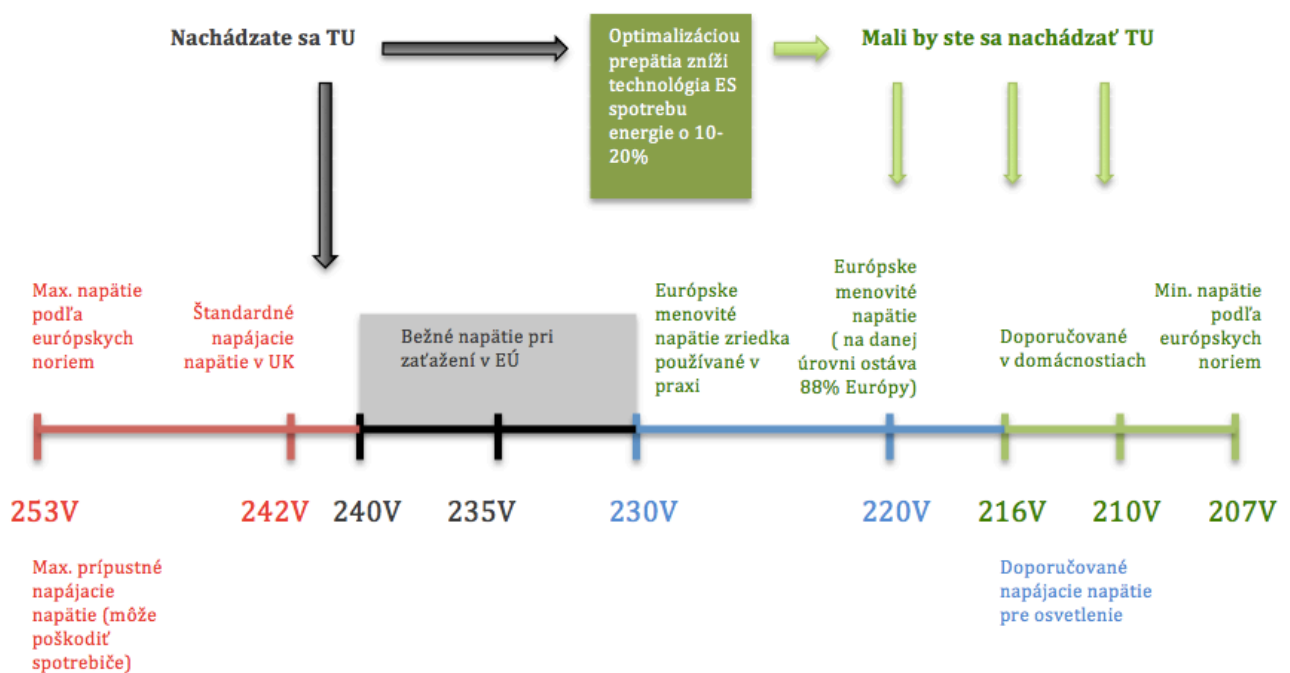 Nachádzate sa TU
Optimalizáciou
prepätia zníži
technológia ES
spotrebu
energie o 10-
20%
Mali by ste sa nachádzať TU
Max. napätie
podľa
európskych
noriem
Štandardné
napájacie
napätie v UK
Bežné napätie pri
zaťažení v EÚ
Európske
menovité
napätie zriedka
používané v
praxi
Európske
menovité
napätie
( na danej
úrovni ostáva
88% Európy)
Doporučované
v domácnostiach
Min. napätie
podľa
európskych
noriem
253V
242V
240V
235V
230V
220V
216V
210V
207V
Max. prípustné
napájacie
napätie (môže
poškodiť
spotrebiče)
Doporučované
napájacie napätie
pre osvetlenie